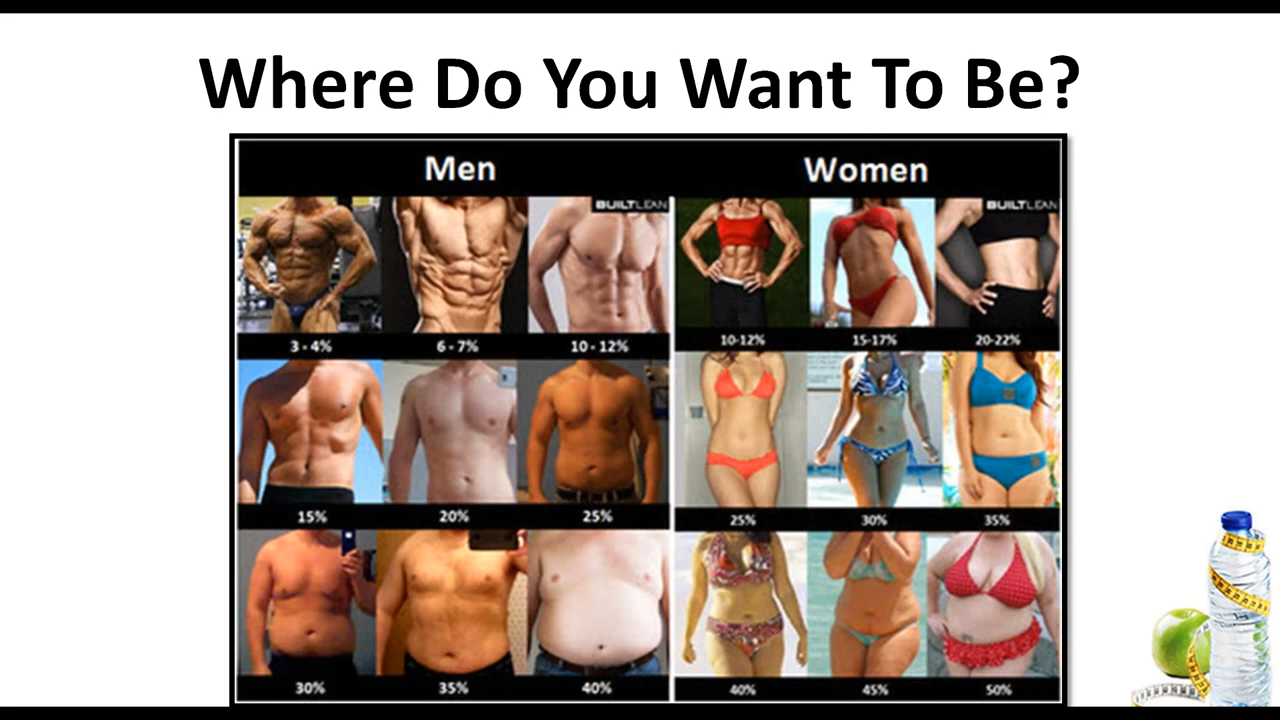 Where Do You Want To Be?
Men
Women
BUILTLEAN
BUILTLEAN
3 - 4%
6 - 7%
10 - 12%
10-12%
15-17%
20-22%
15%
20%
25%
25%
30%
35%
30%
35%
40%
40%
45%
50%